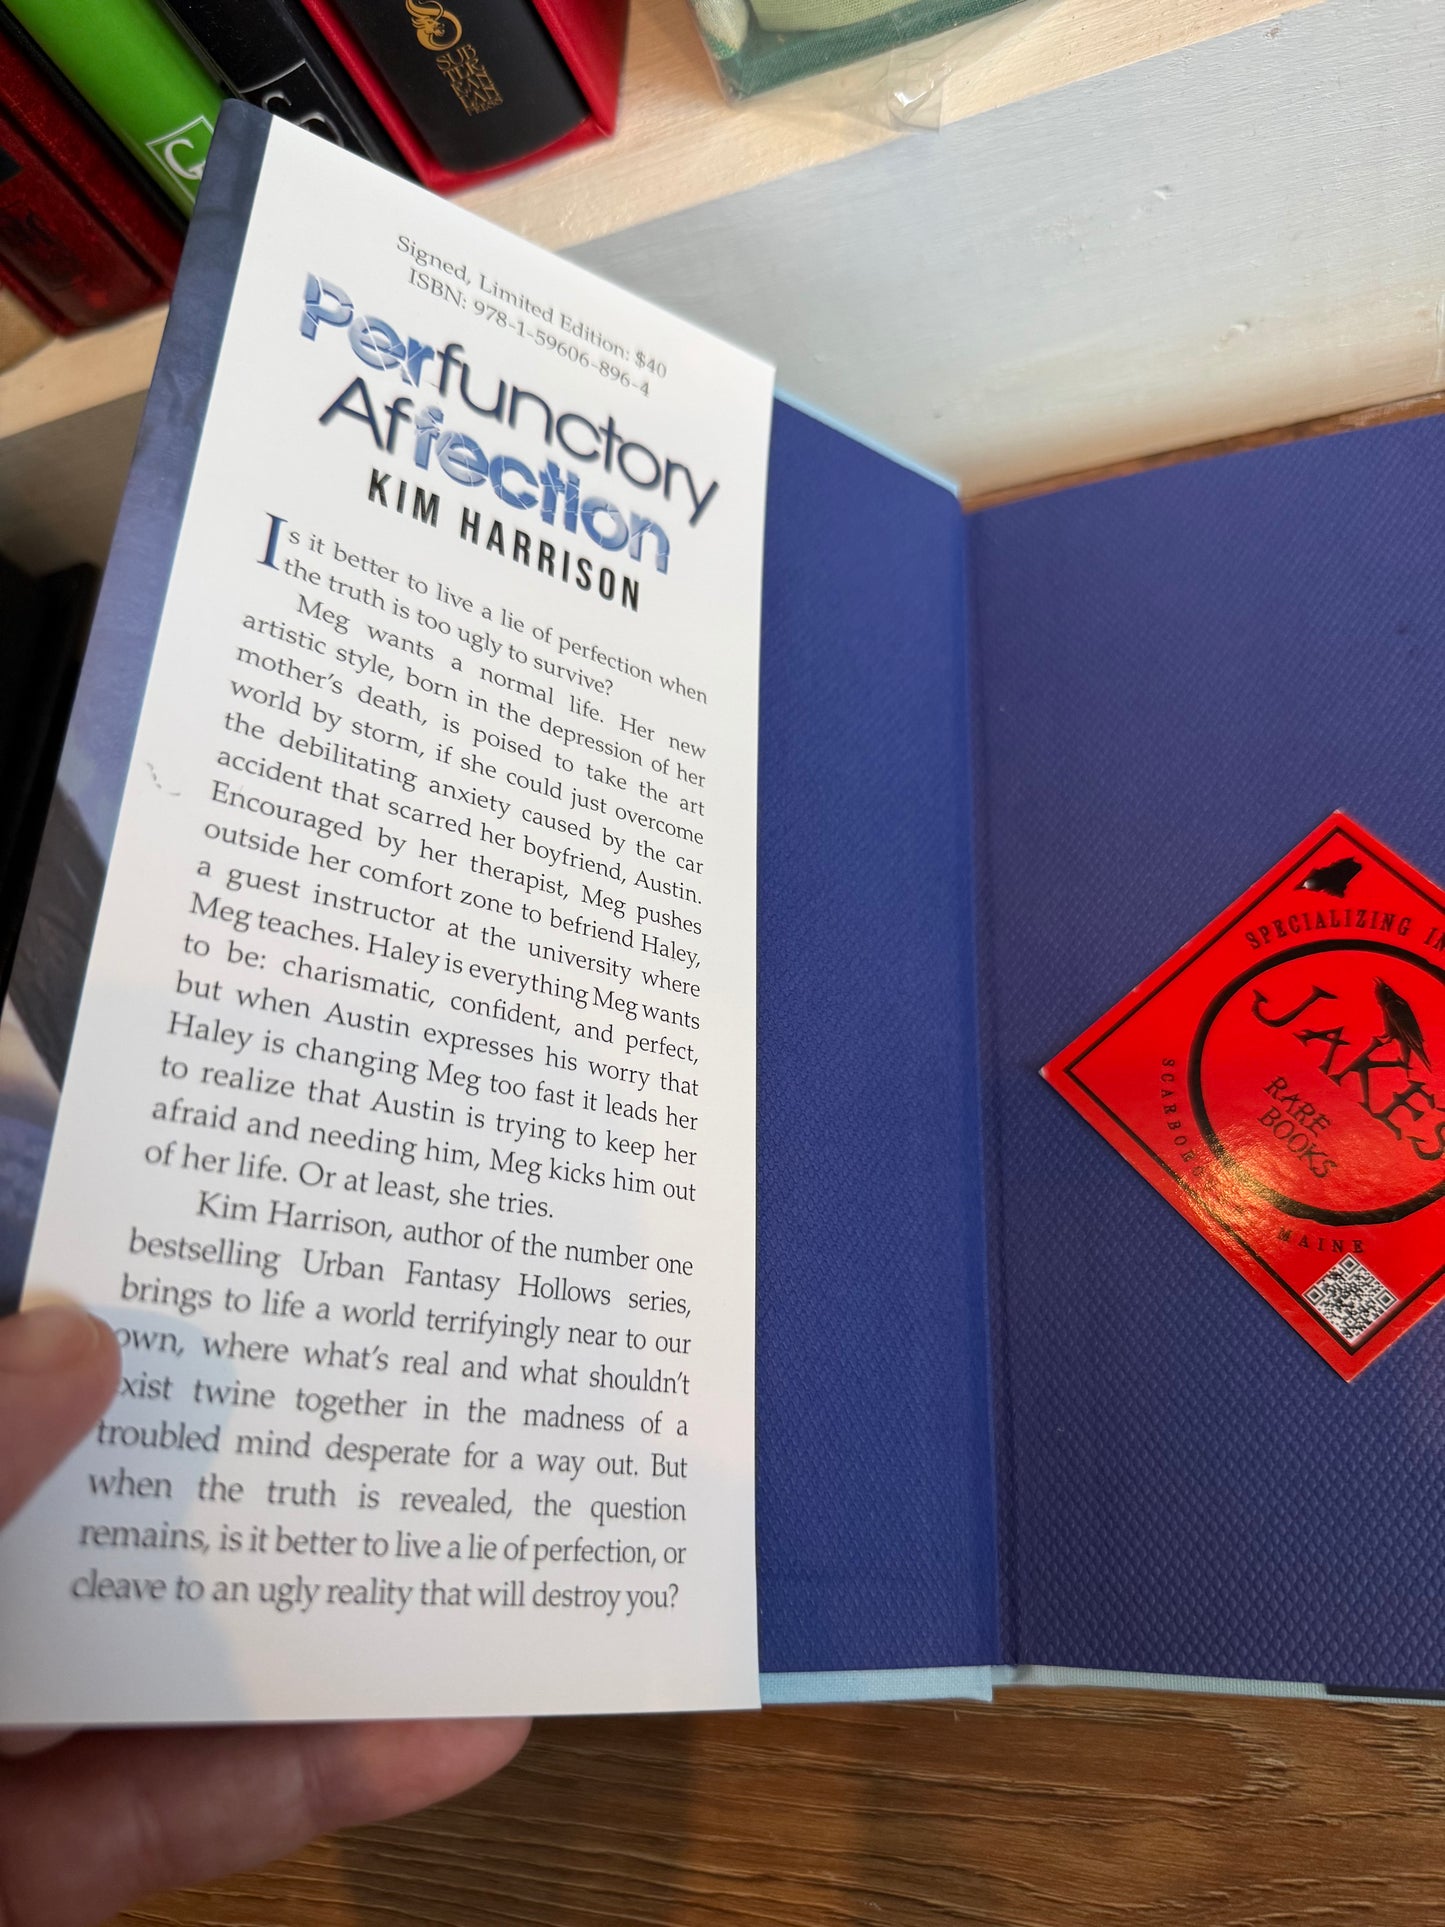 SUB
TERR
Signed, Limited Edition: $40
ISBN: 978-1-59606-896-4
Perfunctory
Affection
KIM HARRISON
Is it better to live a lie of perfection when
the truth is too ugly to survive?
Meg wants a normal life. Her new
artistic style, born in the depression of her
mother's death, is poised to take the art
world by storm, if she could just overcome
the debilitating anxiety caused by the car
accident that scarred her boyfriend, Austin.
Encouraged by her therapist, Meg pushes
outside her comfort zone to befriend Haley,
a guest instructor at the university where
Meg teaches. Haley is everything Meg wants
to be: charismatic, confident, and perfect,
but when Austin expresses his worry that
Haley is changing Meg too fast it leads her
to realize that Austin is trying to keep her
afraid and needing him, Meg kicks him out
of her life. Or at least, she tries.
Kim Harrison, author of the number one
bestselling Urban Fantasy Hollows series,
brings to life a world terrifyingly near to our
own, where what's real and what shouldn't
xist twine together in the madness of a
troubled mind desperate for a way out. But
when the truth is revealed, the question
remains, is it better to live a lie of perfection, or
cleave to an ugly reality that will destroy you?
SPECIALIZING IN
JAKE'S
RARE
BOOKS
SCARBORO
MAINE